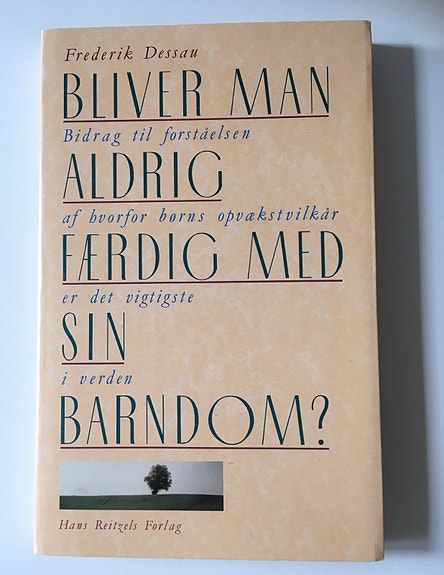 Frederik Dessau
BLIVER MAN
Bidrag til forståelsen
ALDRIG
af hvorfor børns opvækstvilkår
FÆRDIG MED
er det vigtigste
SIN
i verden
BARNDOM?
Hans Reitzels Forlag